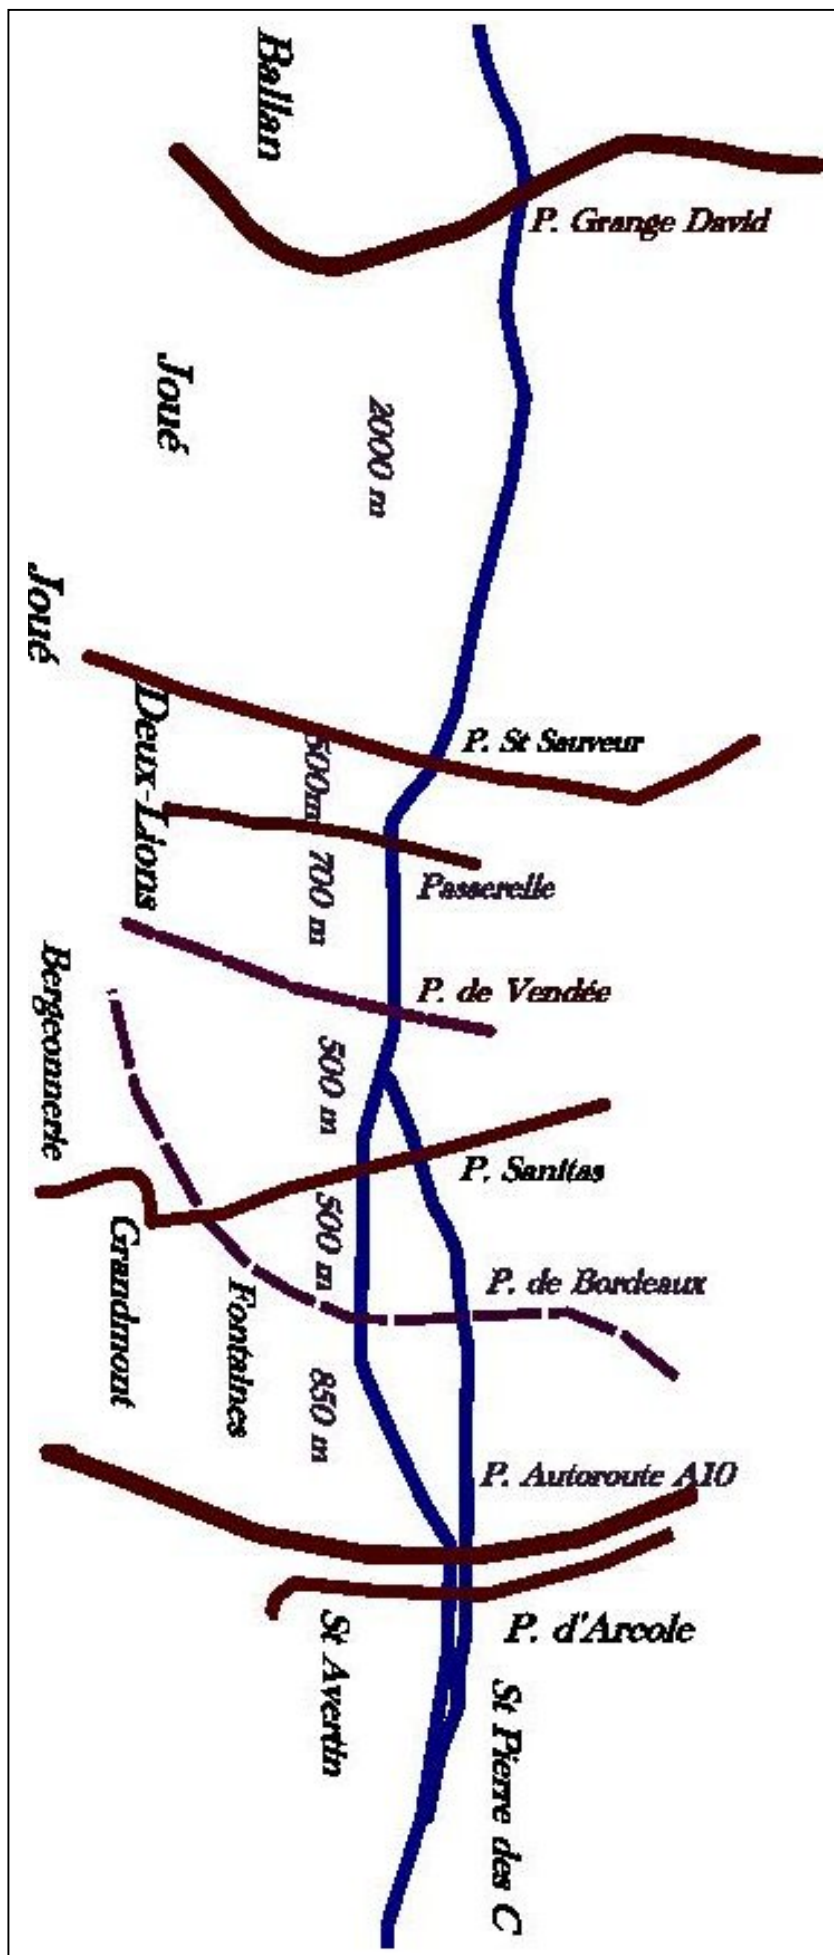 Ballan
P. Grange David
Joué
2000 m
Joué
P. St Sauveur
Deux-Lions
500m
700 m
Passerelle
Bergeonnerie
P. de Vendée
500 m
P. Sanitas
500 m
Grandmont
Fontaines
P. de Bordeaux
850 m
P. Autoroute A10
St Avertin
P. d'Arcole
St Pierre des C